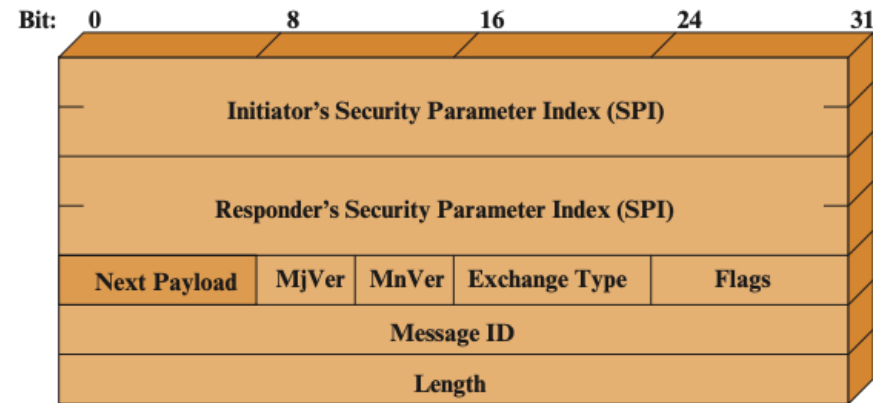 Bit: 0 8 16 24 31
Initiator's Security Parameter Index (SPI)
Responder's Security Parameter Index (SPI)
Next Payload MjVer MnVer Exchange Type Flags
Message ID
Length